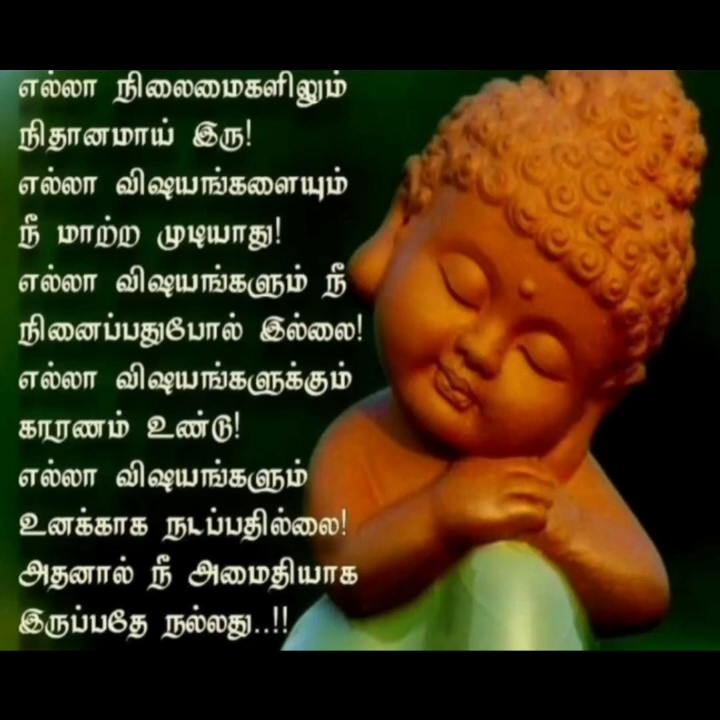 எல்லா நிலைமைகளிலும்
நிதானமாய் இரு!
எல்லா விஷயங்களையும்
நீ மாற்ற முடியாது!
எல்லா விஷயங்களும் நீ
நினைப்பதுபோல் இல்லை!
எல்லா விஷயங்களுக்கும்
காரணம் உண்டு!
எல்லா விஷயங்களும்
உனக்காக நடப்பதில்லை!
அதனால் நீ அமைதியாக
இருப்பதே நல்லது..!!